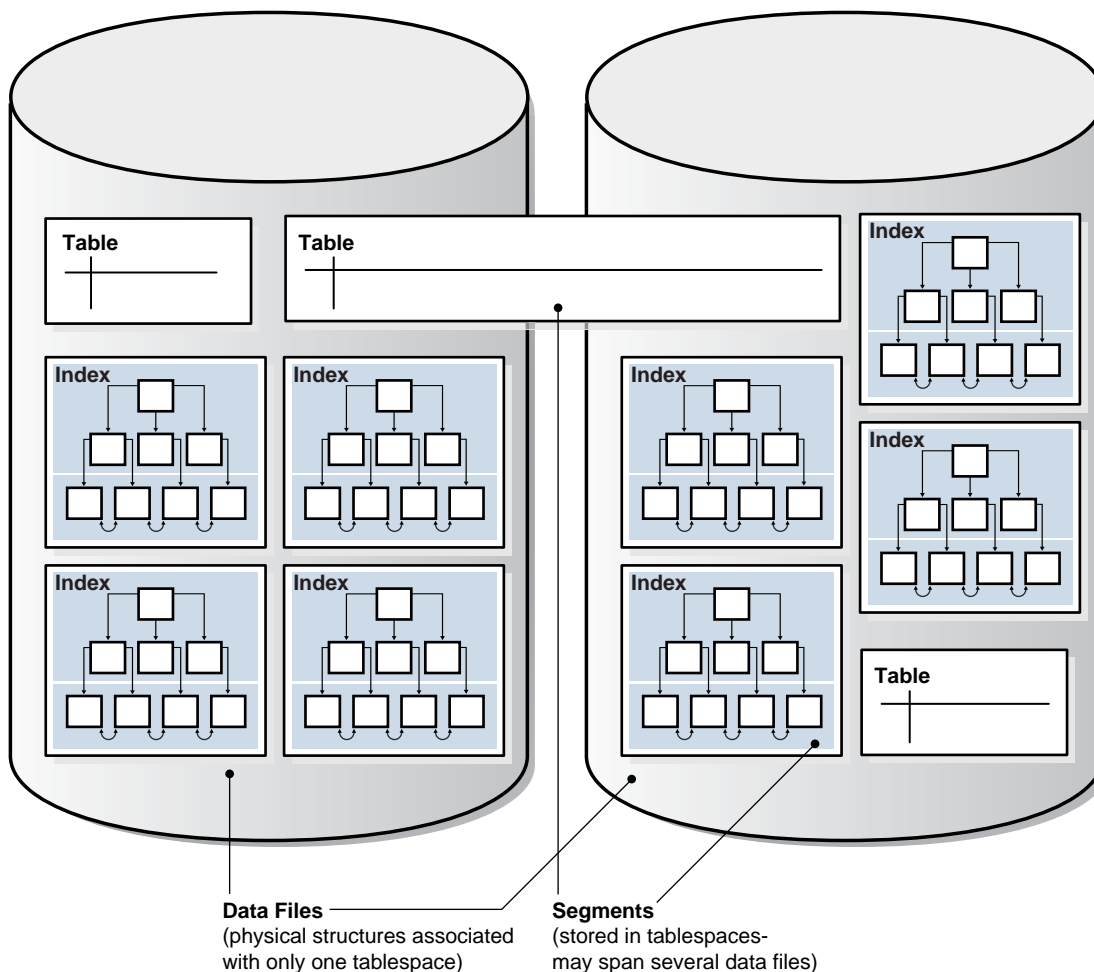 Table
Table
Index
Index
Index
Index
Index
Index
Index
Index
Table
Data Files
(physical structures associated
with only one tablespace)
Segments
(stored in tablespaces-
may span several data files)